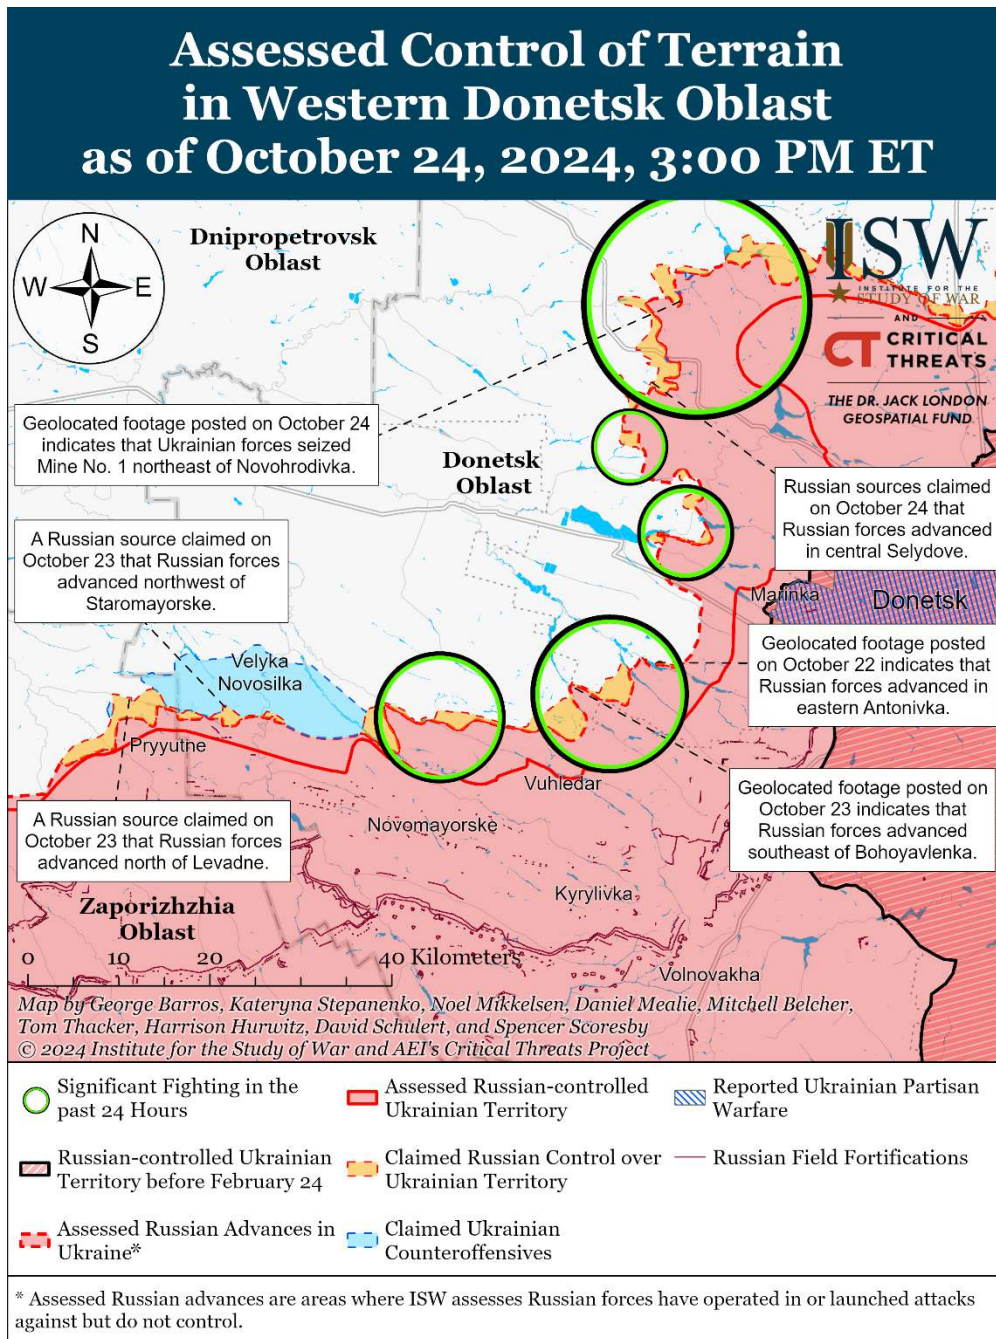 Assessed Control of Terrain
in Western Donetsk Oblast
as of October 24, 2024, 3:00 PM ET
N
W
E
S
Dnipropetrovsk
Oblast
ISW
INSTITUTE FOR THE
STUDY OF WAR
AND
CT CRITICAL
THREATS
THE DR. JACK LONDON
GEOSPATIAL FUND
Geolocated footage posted on October 24
indicates that Ukrainian forces seized
Mine No. 1 northeast of Novohrodivka.
Donetsk
Oblast
Russian sources claimed
on October 24 that
Russian forces advanced
in central Selydove.
A Russian source claimed on
October 23 that Russian forces
advanced northwest of
Staromayorske.
Marinka
Donetsk
Velyka
Novosilka
Geolocated footage posted
on October 22 indicates that
Russian forces advanced in
eastern Antonivka.
Pryyutne
Vuhledar
Geolocated footage posted on
October 23 indicates that
Russian forces advanced
southeast of Bohoyavlenka.
A Russian source claimed on
October 23 that Russian forces
advanced north of Levadne.
Novomayorske
Kyrylivka
Zaporizhzhia
Oblast
0 10 20 40 Kilometers
Volnovakha
Map by George Barros, Kateryna Stepanenko, Noel Mikkelsen, Daniel Mealie, Mitchell Belcher,
Tom Thacker, Harrison Hurwitz, David Schulert, and Spencer Scoresby
© 2024 Institute for the Study of War and AEI's Critical Threats Project
Significant Fighting in the
past 24 Hours
Assessed Russian-controlled
Ukrainian Territory
Reported Ukrainian Partisan
Warfare
Russian-controlled Ukrainian
Territory before February 24
Claimed Russian Control over
Ukrainian Territory
Russian Field Fortifications
Assessed Russian Advances in
Ukraine*
Claimed Ukrainian
Counteroffensives
* Assessed Russian advances are areas where ISW assesses Russian forces have operated in or launched attacks
against but do not control.